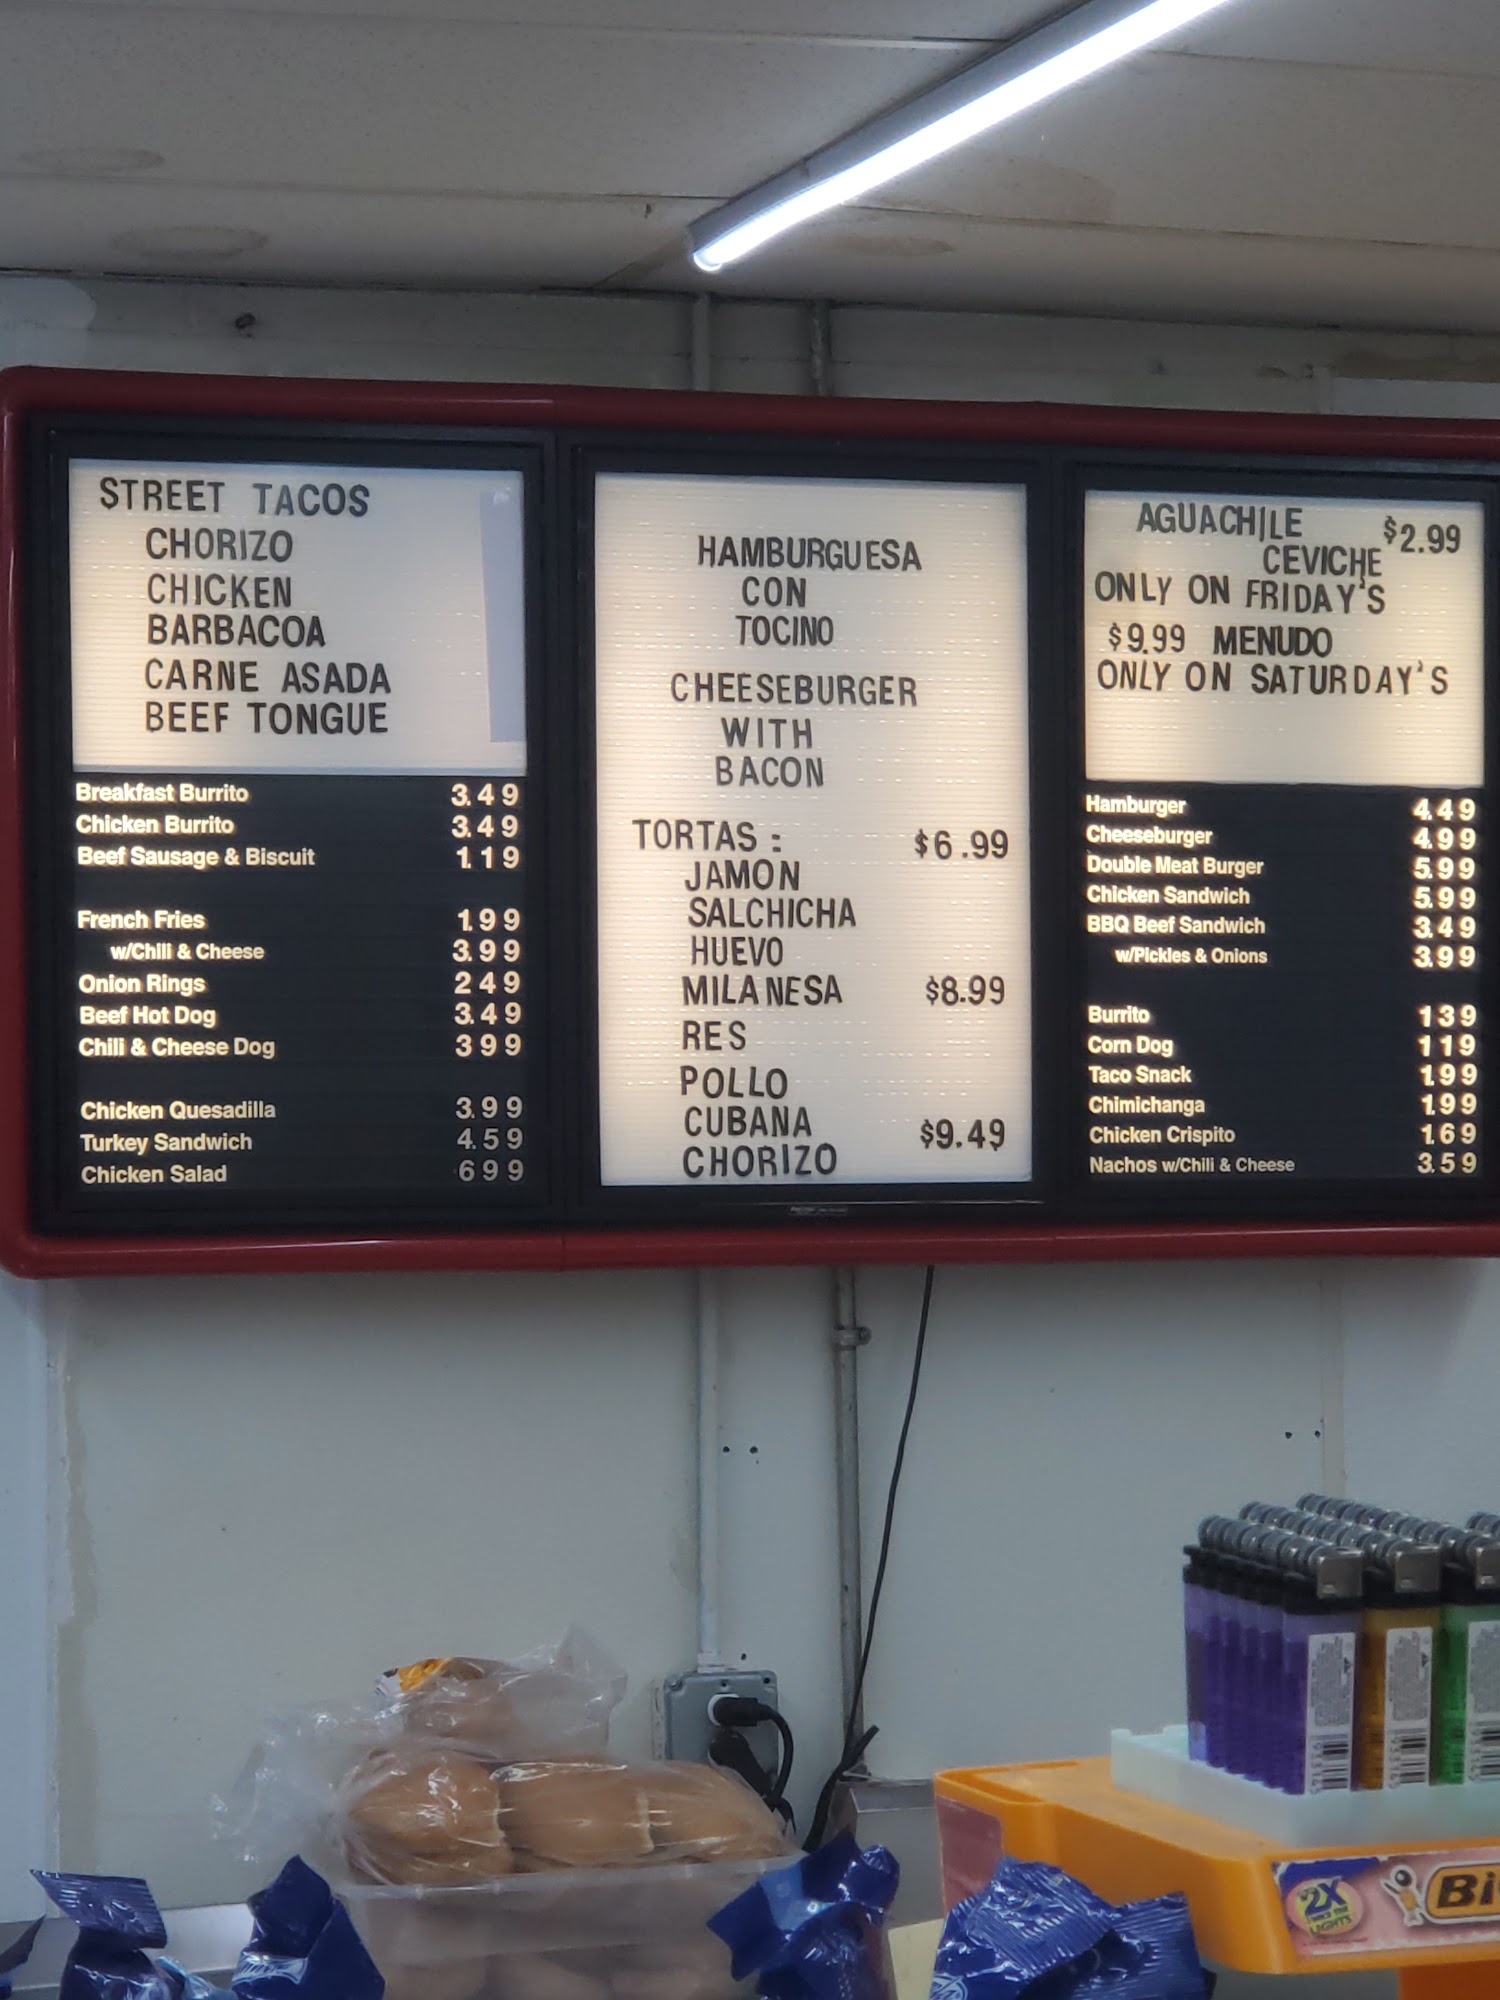 STREET TACOS
CHORIZO
CHICKEN
BARBACOA
CARNE ASADA
BEEF TONGUE
Breakfast Burrito 3.49
Chicken Burrito 3.49
Beef Sausage & Biscuit 1.19
French Fries 1.99
w/Chili & Cheese 3.99
Onion Rings 249
Beef Hot Dog 3.49
Chili & Cheese Dog 399
Chicken Quesadilla 3.99
Turkey Sandwich 4.59
Chicken Salad 699
HAMBURGUESA
CON
TOCINO
CHEESEBURGER
WITH
BACON
TORTAS : $6.99
JAMON
SALCHICHA
HUEVO
MILANESA $8.99
RES
POLLO
CUBANA $9.49
CHORIZO
AGUACHILE $2.99
CEVICHE
ONLY ON FRIDAY'S
$9.99 MENUDO
ONLY ON SATURDAY'S
Hamburger 4.49
Cheeseburger 4.99
Double Meat Burger 5.99
Chicken Sandwich 5.99
BBQ Beef Sandwich 3.49
w/Pickles & Onions 3.99
Burrito 1.39
Corn Dog 1.19
Taco Snack 1.99
Chimichanga 1.99
Chicken Crispito 1.69
Nachos w/Chili & Cheese 3.59
2X
LIGHTS
Bi